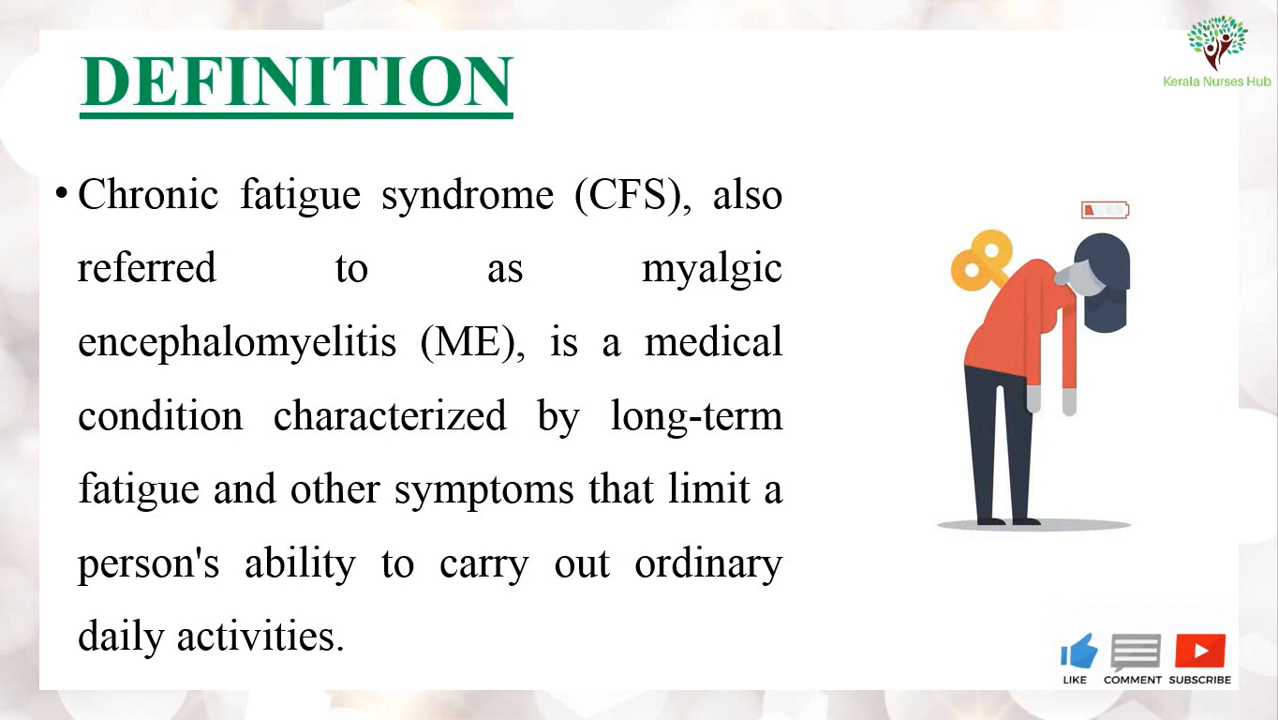 DEFINITION
Kerala Nurses Hub
• Chronic fatigue syndrome (CFS), also
referred to as myalgic
encephalomyelitis (ME), is a medical
condition characterized by long-term
fatigue and other symptoms that limit a
person's ability to carry out ordinary
daily activities.
LIKE COMMENT SUBSCRIBE